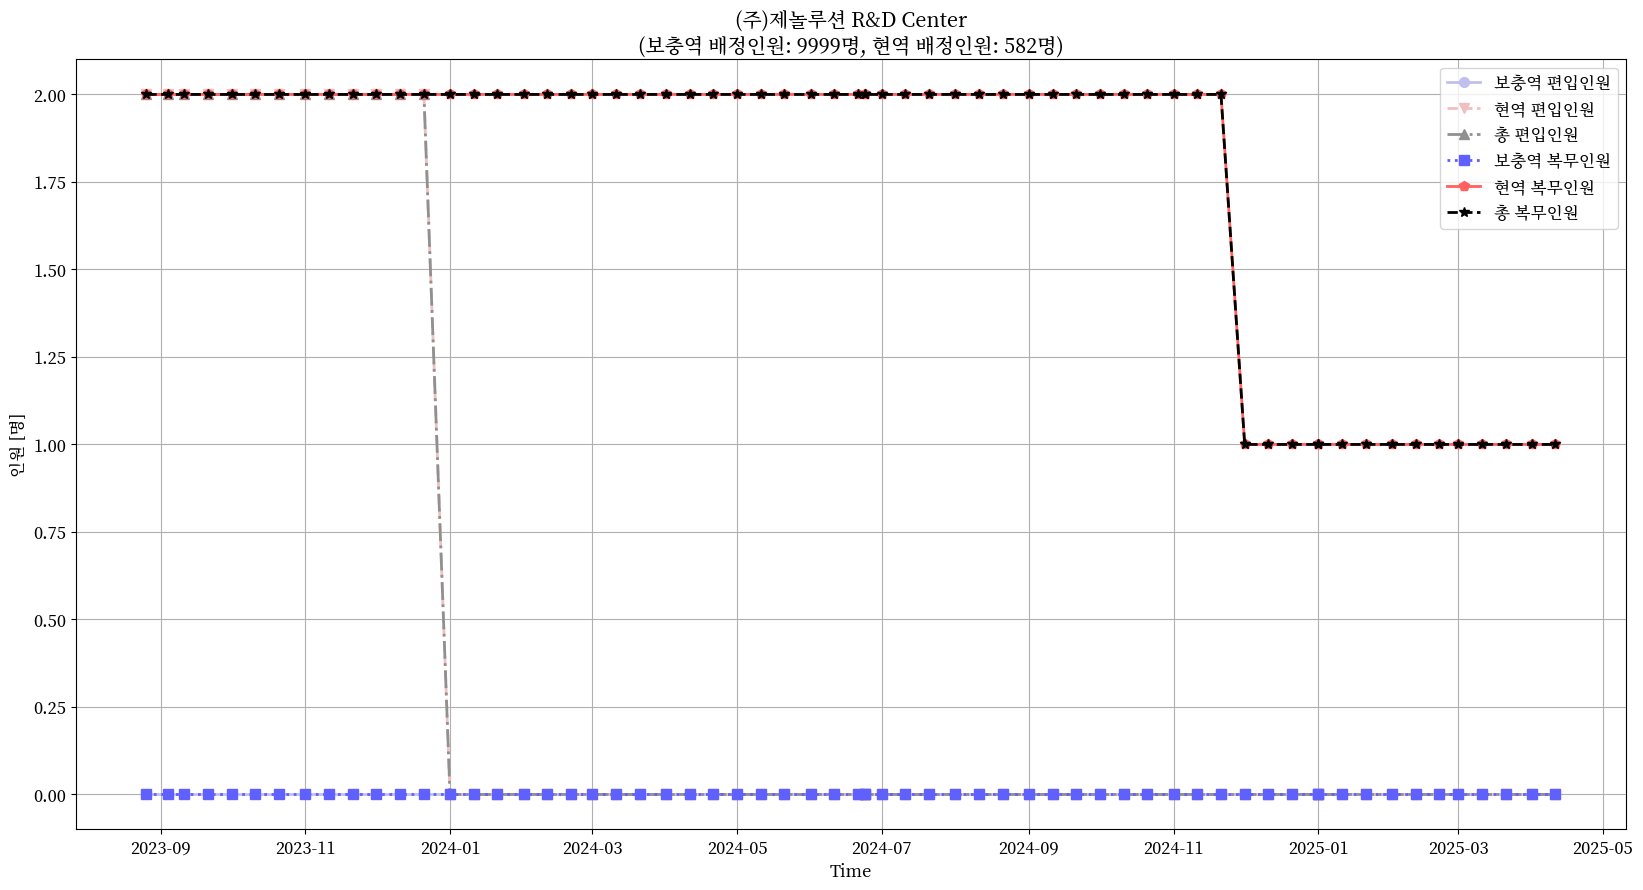 (주)제놀루션 R&D Center
(보충역 배정인원: 9999명, 현역 배정인원: 582명)
보충역 편입인원
현역 편입인원
총 편입인원
보충역 복무인원
현역 복무인원
총 복무인원
2.00
1.75
1.50
1.25
1.00
0.75
0.50
0.25
0.00
인원 [명]
2023-09 2023-11 2024-01 2024-03 2024-05 2024-07 2024-09 2024-11 2025-01 2025-03 2025-05
Time